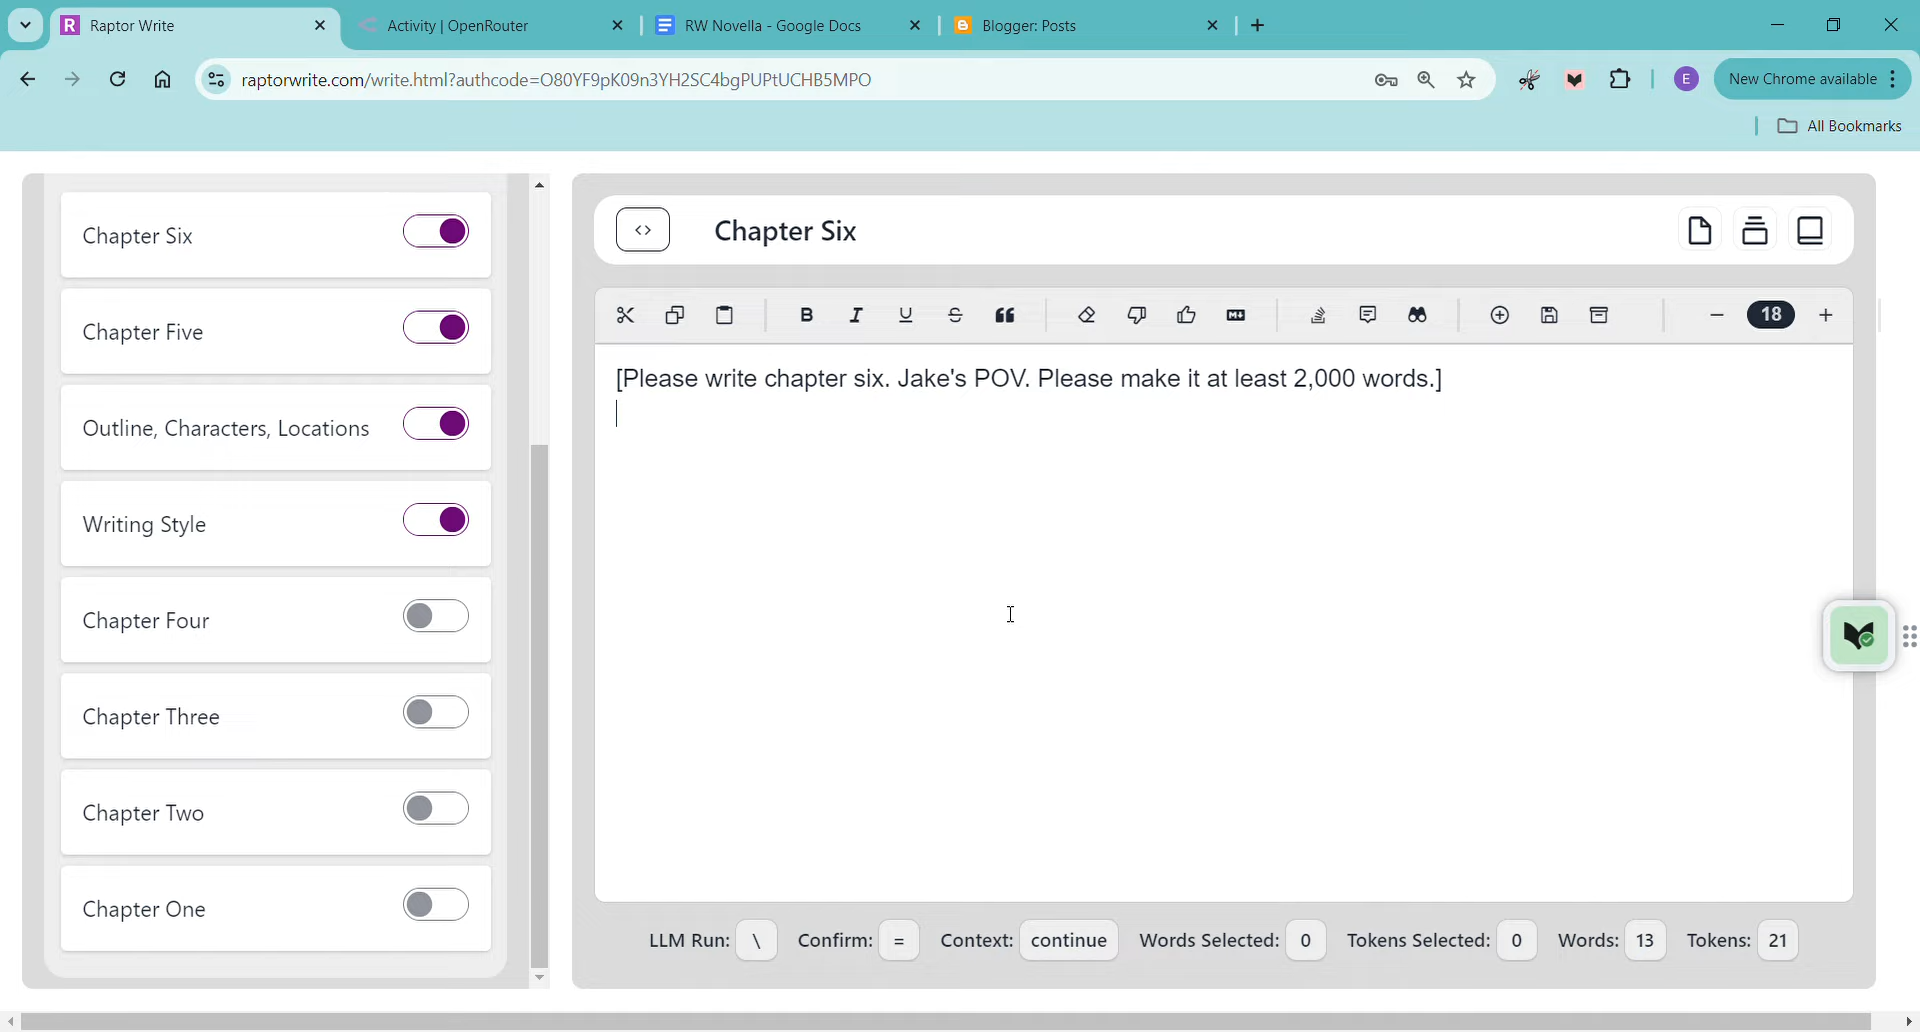 Raptor Write
Activity | OpenRouter
RW Novella - Google Docs
Blogger: Posts
raptorwrite.com/write.html?authcode=O80YF9pK09n3YH2SC4bgPUPtUCHB5MPO
E
New Chrome available
All Bookmarks
Chapter Six
Chapter Five
Outline, Characters, Locations
Writing Style
Chapter Four
Chapter Three
Chapter Two
Chapter One
Chapter Six
18
[Please write chapter six. Jake's POV. Please make it at least 2,000 words.]
LLM Run: \ Confirm: = Context: continue Words Selected: 0 Tokens Selected: 0 Words: 13 Tokens: 21